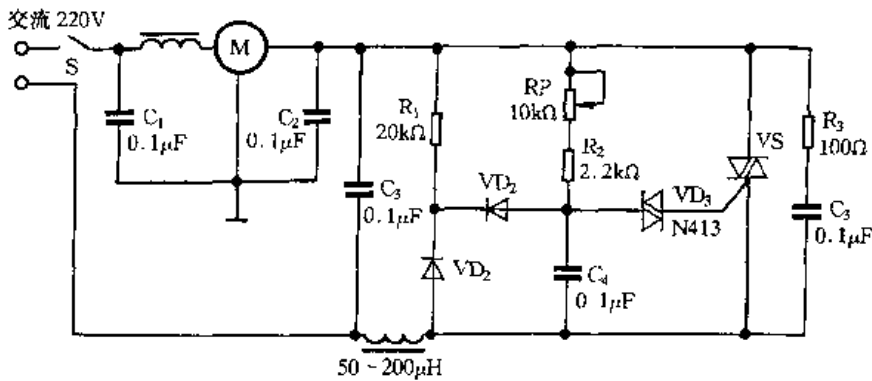 交流 220V
S
M
C₁
0.1μF
C₂
0.1μF
C₃
0.1μF
R₁
20kΩ
RP
10kΩ
R₂
2.2kΩ
VD₂
VD₃
N413
VS
R₃
100Ω
C₃
0.1μF
VD₂
C₄
0 1μF
50~200μH